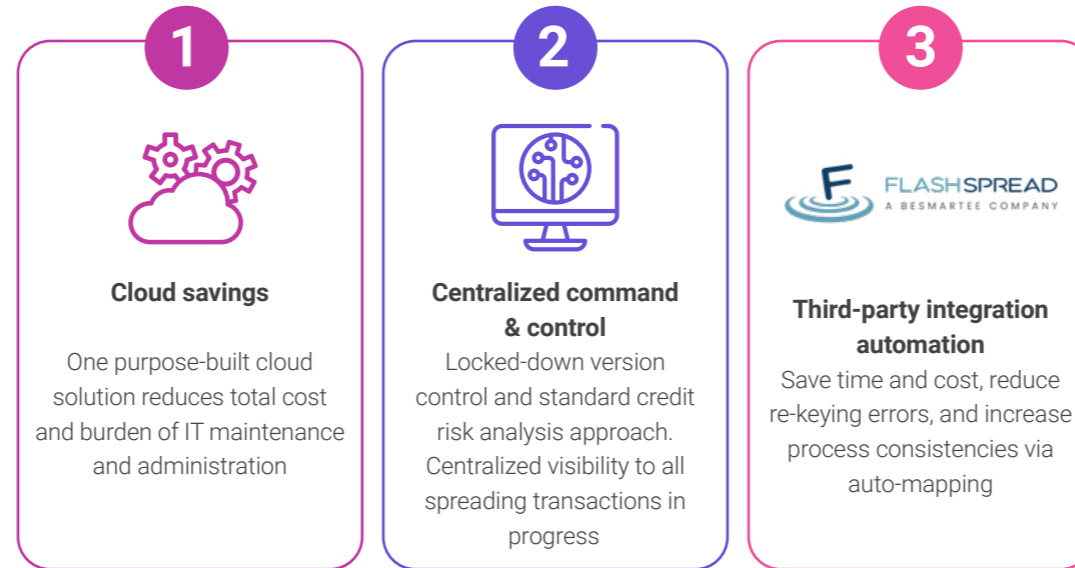 1
Cloud savings
One purpose-built cloud
solution reduces total cost
and burden of IT maintenance
and administration
2
Centralized command
& control
Locked-down version
control and standard credit
risk analysis approach.
Centralized visibility to all
spreading transactions in
progress
3
F FLASHSPREAD
A BESMARTEE COMPANY
Third-party integration
automation
Save time and cost, reduce
re-keying errors, and increase
process consistencies via
auto-mapping